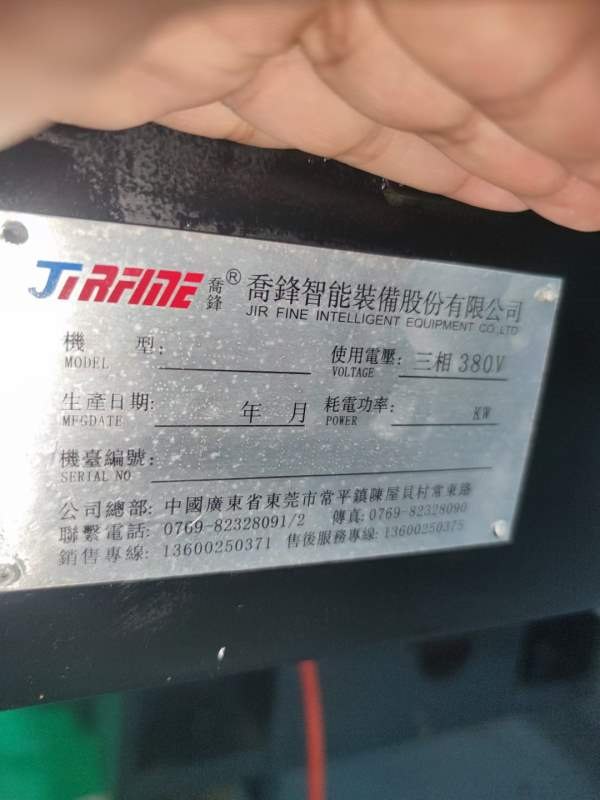 JIRFINE 喬鋒® 喬鋒智能裝備股份有限公司
JIR FINE INTELLIGENT EQUIPMENT CO.,LTD
機 型: 使用電壓: 三相 380V
MODEL VOLTAGE
生產日期: 年 月 耗電功率: KW
MFGDATE POWER
機臺編號:
SERIAL NO
公司總部: 中國廣東省東莞市常平鎮陳屋貝村常東路
聯繫電話: 0769-82328091/2 傳真: 0769-82328090
銷售專線: 13600250371 售後服務專線: 13600250375